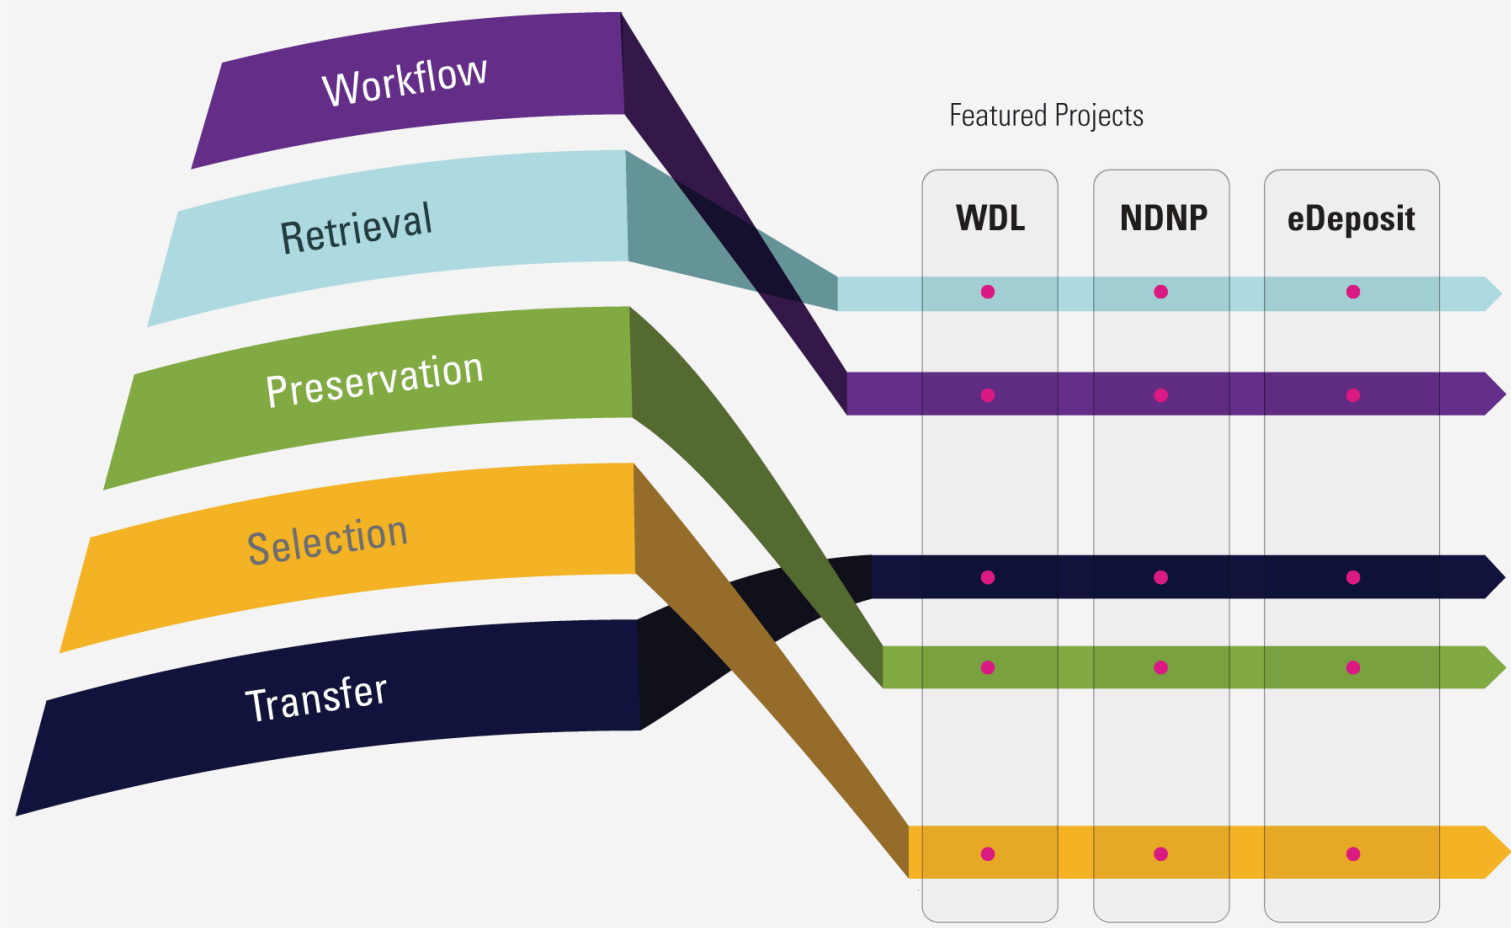 Workflow
Retrieval
Preservation
Selection
Transfer
Featured Projects
WDL
NDNP
eDeposit